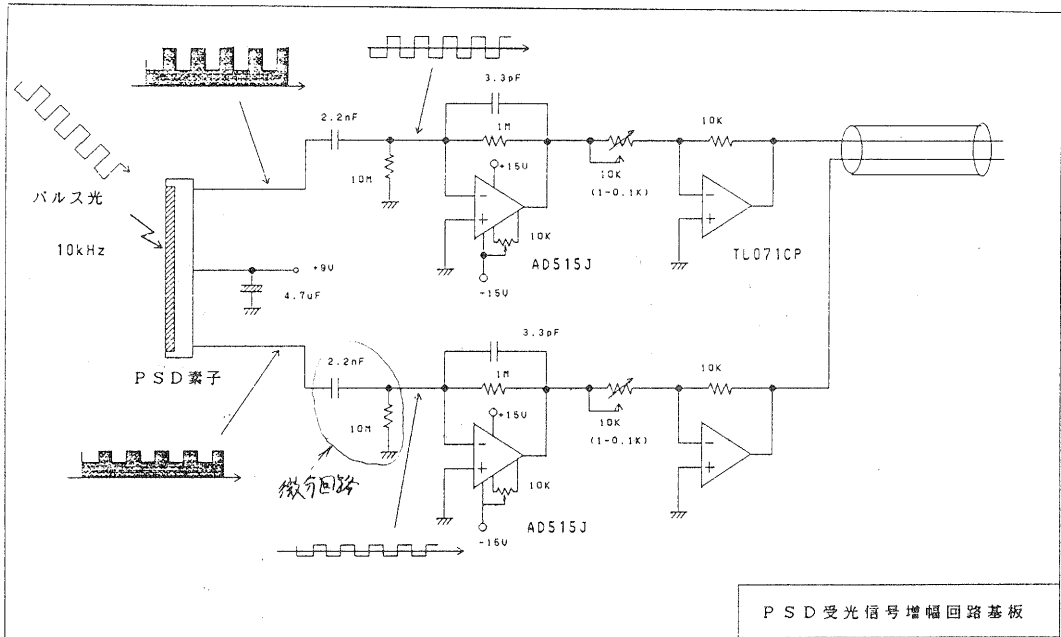 3.3pF
2.2nF
1M
10K
+15V
10M
10K
(1-0.1K)
10K
パルス光
AD515J
TL071CP
-15V
10kHz
+9V
4.7uF
3.3pF
PSD素子
2.2nF
1M
10K
+15V
10M
10K
(1-0.1K)
10K
微分回路
AD515J
-15V
PSD受光信号増幅回路基板